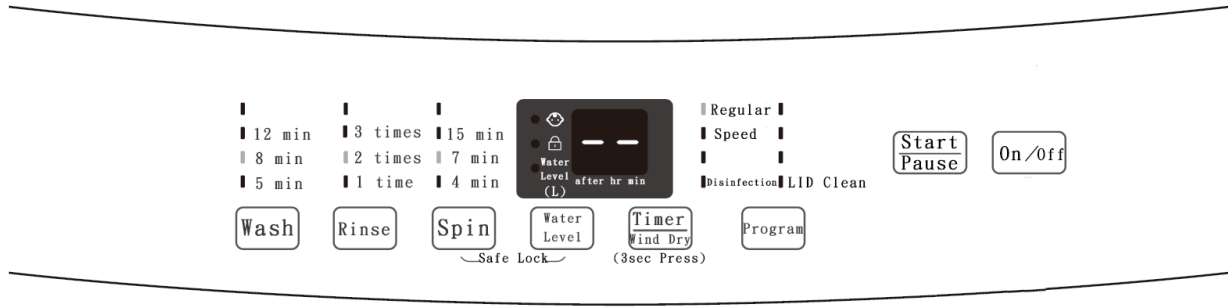 12 min
8 min
5 min
3 times
2 times
1 time
15 min
7 min
4 min
Water
Level
(L)
after hr min
Regular
Speed
Disinfection
LID Clean
Start
Pause
On/Off
Wash
Rinse
Spin
Water
Level
Timer
Wind Dry
Program
Safe Lock
(3sec Press)